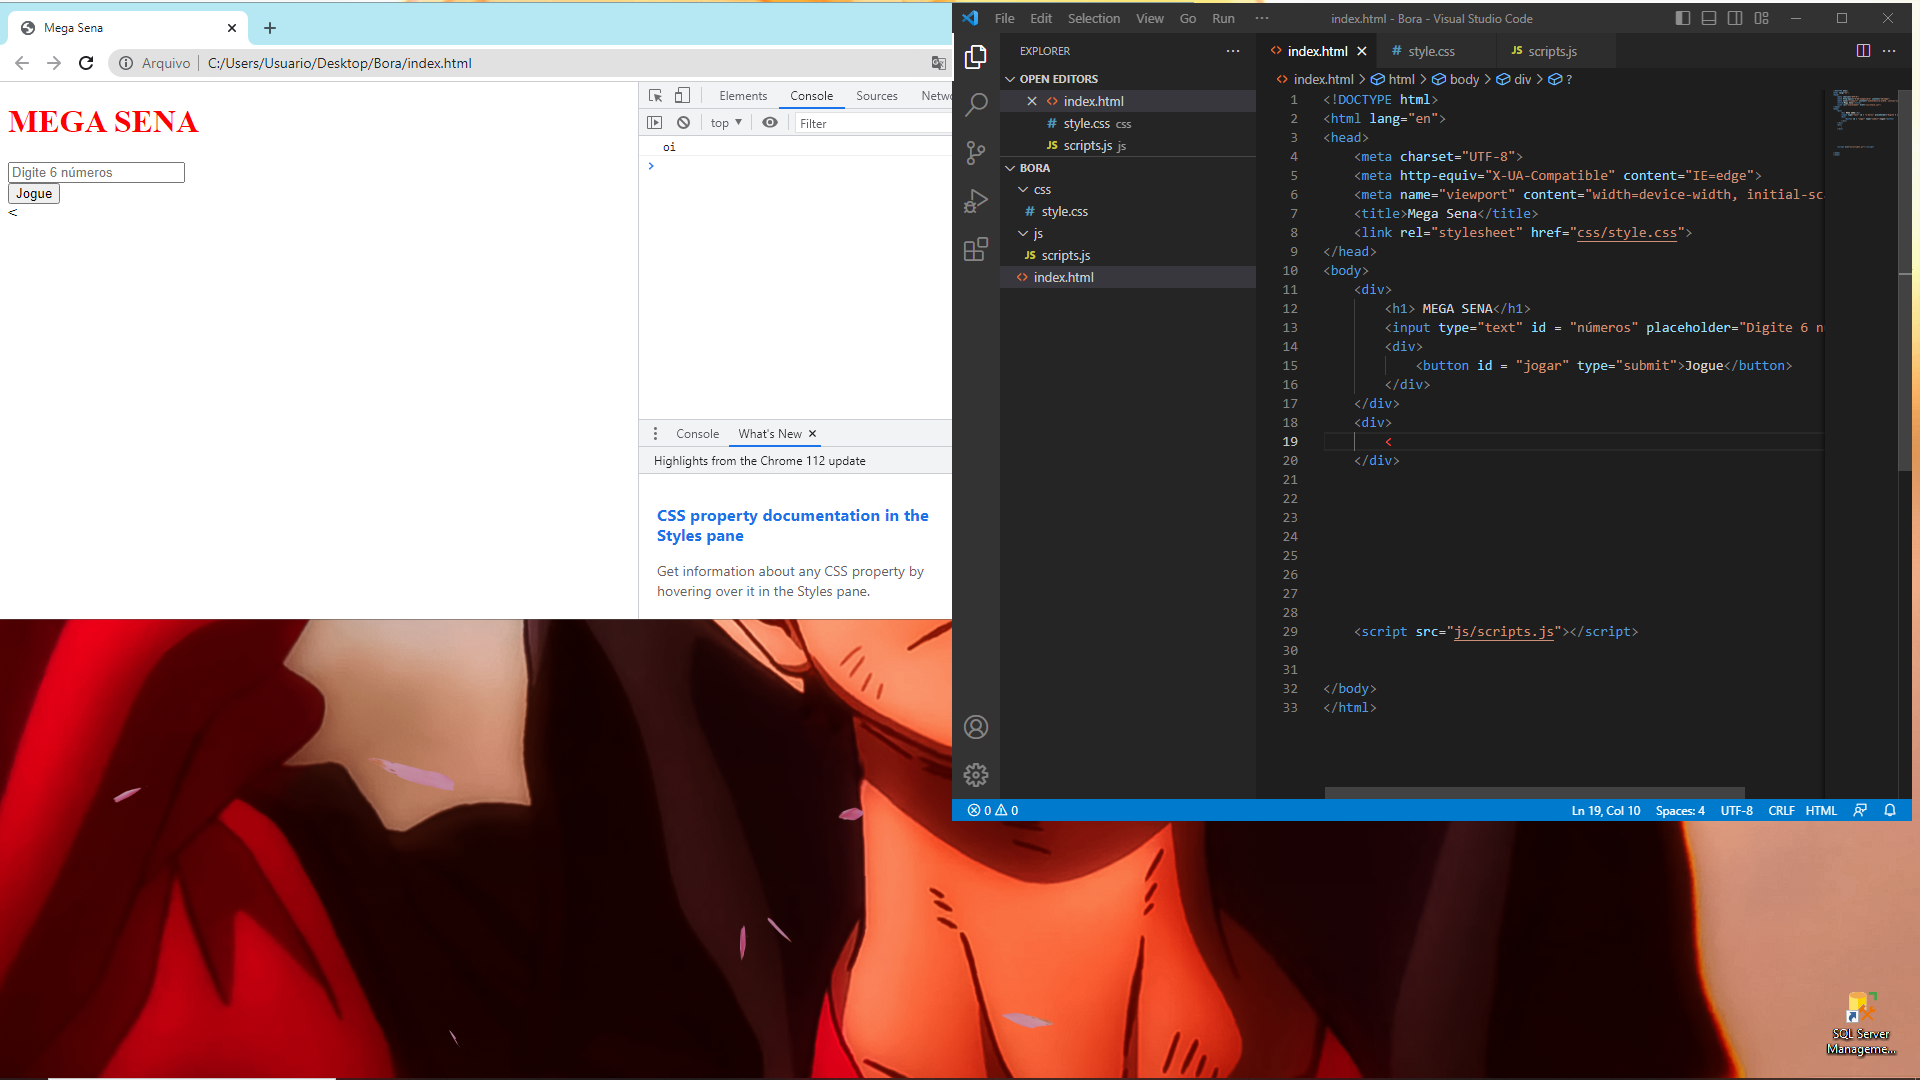 Mega Sena
Arquivo
C:/Users/Usuario/Desktop/Bora/index.html
MEGA SENA
Digite 6 números
Jogue
<
Elements Console Sources Netwo
top ▼ Filter
oi
>
Console What's New
Highlights from the Chrome 112 update
CSS property documentation in the
Styles pane
Get information about any CSS property by
hovering over it in the Styles pane.
File Edit Selection View Go Run ···
index.html - Bora - Visual Studio Code
EXPLORER
OPEN EDITORS
index.html
style.css css
JS scripts.js js
BORA
css
# style.css
js
JS scripts.js
<> index.html
index.html
# style.css
JS scripts.js
index.html > html > body > div > ?
1 <!DOCTYPE html>
2 <html lang="en">
3 <head>
4 <meta charset="UTF-8">
5 <meta http-equiv="X-UA-Compatible" content="IE=edge">
6 <meta name="viewport" content="width=device-width, initial-sc
7 <title>Mega Sena</title>
8 <link rel="stylesheet" href="css/style.css">
9 </head>
10 <body>
11 <div>
12 <h1> MEGA SENA</h1>
13 <input type="text" id = "números" placeholder="Digite 6 n
14 <div>
15 <button id = "jogar" type="submit">Jogue</button>
16 </div>
17 </div>
18 <div>
19 <
20 </div>
21
22
23
24
25
26
27
28
29 <script src="js/scripts.js"></script>
30
31
32 </body>
33 </html>
0 0
Ln 19, Col 10 Spaces: 4 UTF-8 CRLF HTML
SQL Server
Manageme...